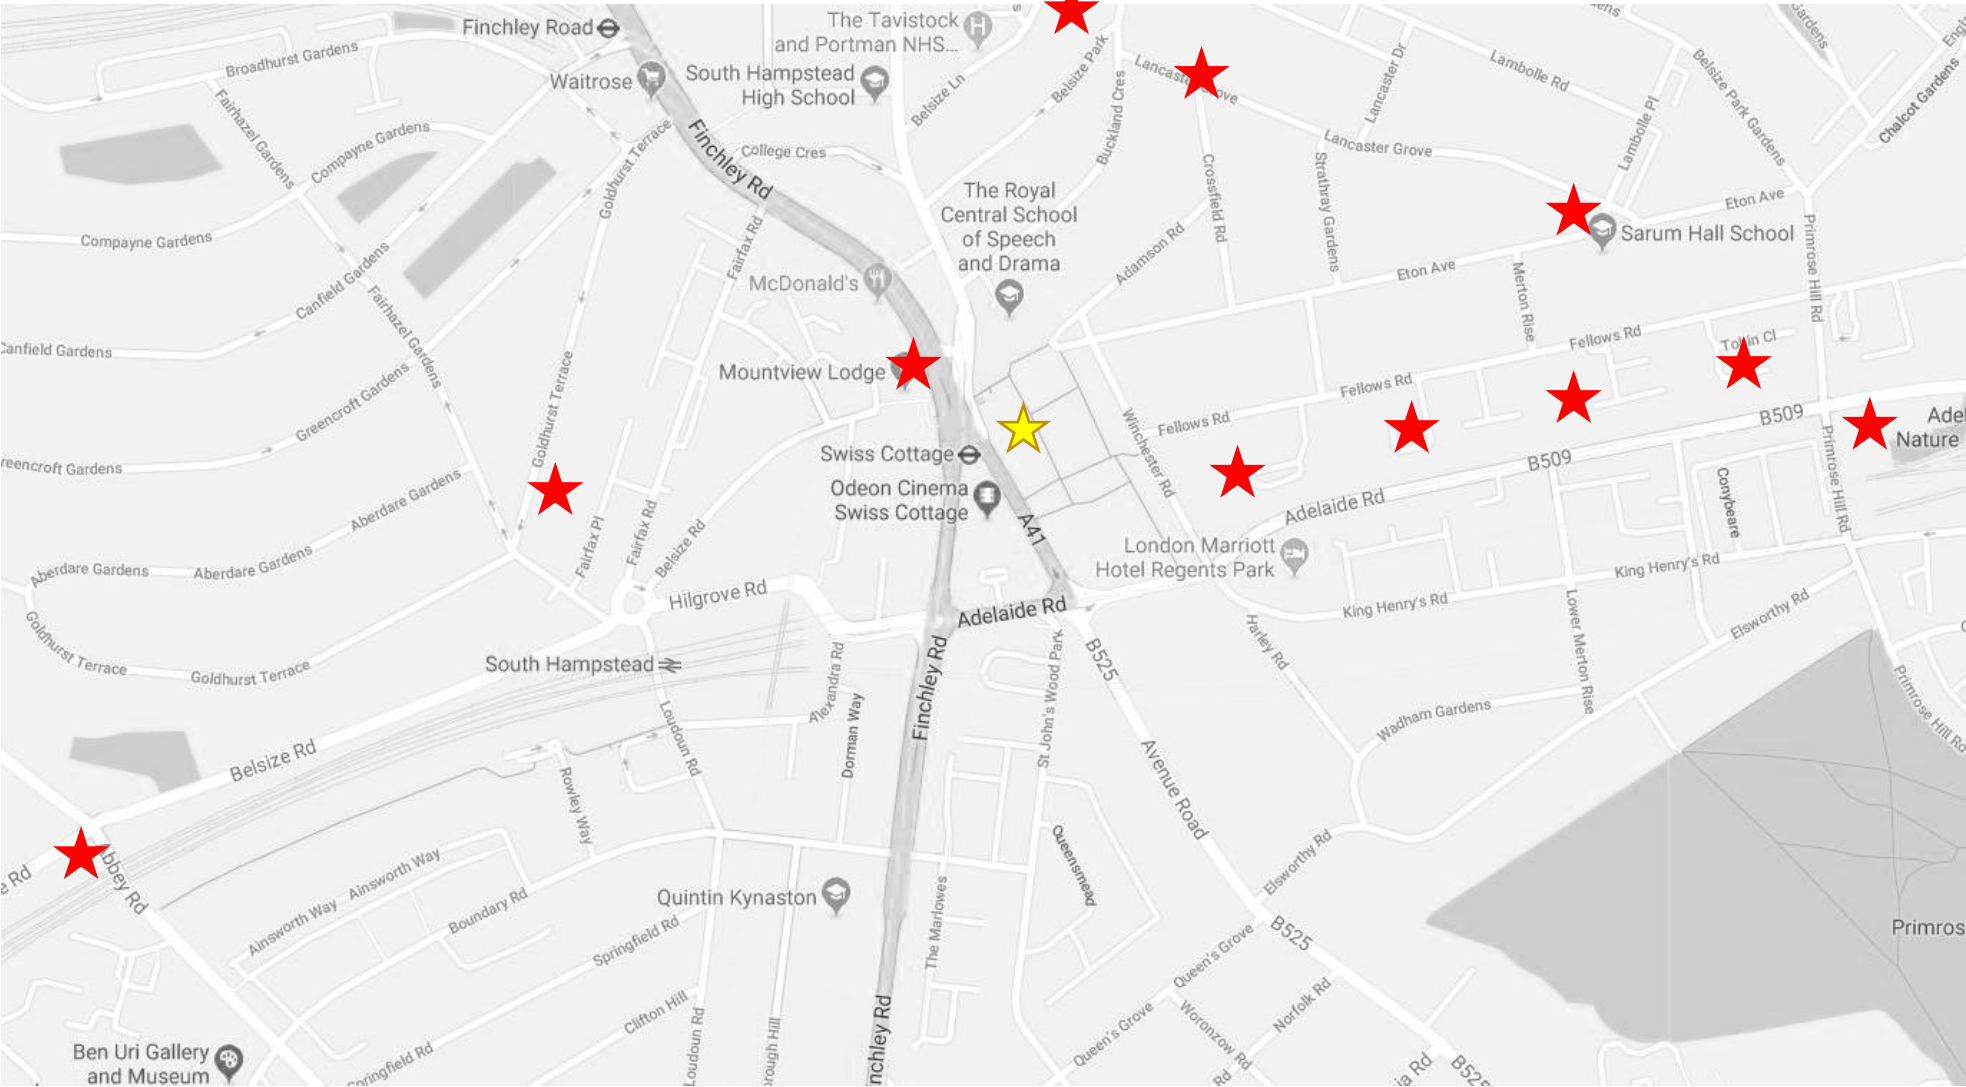 Finchley Road
The Tavistock
and Portman NHS...
Broadhurst Gardens
Waitrose
South Hampstead
High School
Belsize Ln
Belsize Park
Buckland Cres
Lancaster Grove
Lancaster Dr
Lambolle Rd
Lambolle Pl
Belsize Park Gardens
Gardens
Chalcot Gardens
Fairhazel Gardens
Compayne Gardens
Goldhurst Terrace
Finchley Rd
College Cres
Lancaster Grove
Crossfield Rd
Strathray Gardens
The Royal
Central School
of Speech
and Drama
Eton Ave
Sarum Hall School
Primrose Hill Rd
Compayne Gardens
Canfield Gardens
Fairfax Rd
McDonald's
Adamson Rd
Eton Ave
Merton Rise
Fairhazel Gardens
Canfield Gardens
Greencroft Gardens
Goldhurst Terrace
Mountview Lodge
Fellows Rd
Fellows Rd
Fellows Rd
Winchester Rd
B509
B509
Nature
Swiss Cottage
Odeon Cinema
Swiss Cottage
A41
Adelaide Rd
Conybeare
Primrose Hill Rd
Aberdare Gardens
Aberdare Gardens
Aberdare Gardens
Fairfax Pl
Fairfax Rd
Belsize Rd
London Marriott
Hotel Regents Park
King Henry's Rd
King Henry's Rd
Hilgrove Rd
Adelaide Rd
Goldhurst Terrace
Goldhurst Terrace
South Hampstead
Alexandra Rd
Finchley Rd
St John's Wood Park
B525
Harley Rd
Lower Merton Rise
Elsworthy Rd
Primrose Hill Rd
Belsize Rd
Loudoun Rd
Dorman Way
Rowley Way
Avenue Road
Wadham Gardens
Abbey Rd
Ainsworth Way
Ainsworth Way
Boundary Rd
Quintin Kynaston
Queensmead
Elsworthy Rd
Springfield Rd
The Marlowes
Queen's Grove
B525
Primros
Clifton Hill
Loudoun Rd
Finchley Rd
Queen's Grove
Woronzow Rd
Norfolk Rd
B525
Ben Uri Gallery
and Museum
Springfield Rd